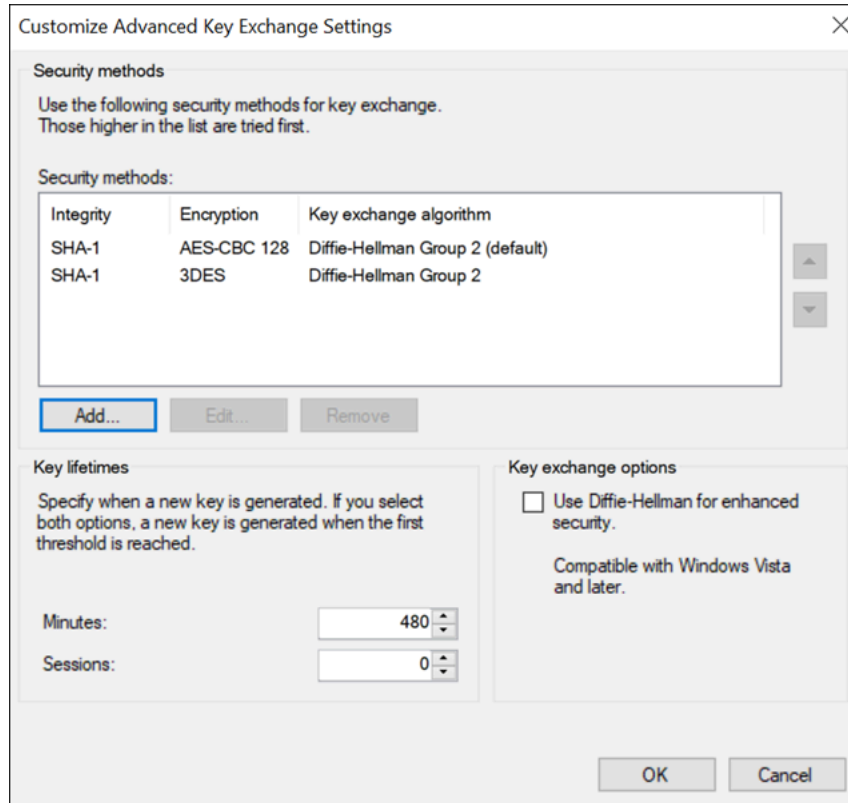 Customize Advanced Key Exchange Settings
Security methods
Use the following security methods for key exchange.
Those higher in the list are tried first.
Security methods:
Integrity Encryption Key exchange algorithm
SHA-1 AES-CBC 128 Diffie-Hellman Group 2 (default)
SHA-1 3DES Diffie-Hellman Group 2
Add... Edit... Remove
Key lifetimes
Specify when a new key is generated. If you select
both options, a new key is generated when the first
threshold is reached.
Minutes: 480
Sessions: 0
Key exchange options
Use Diffie-Hellman for enhanced
security.
Compatible with Windows Vista
and later.
OK Cancel